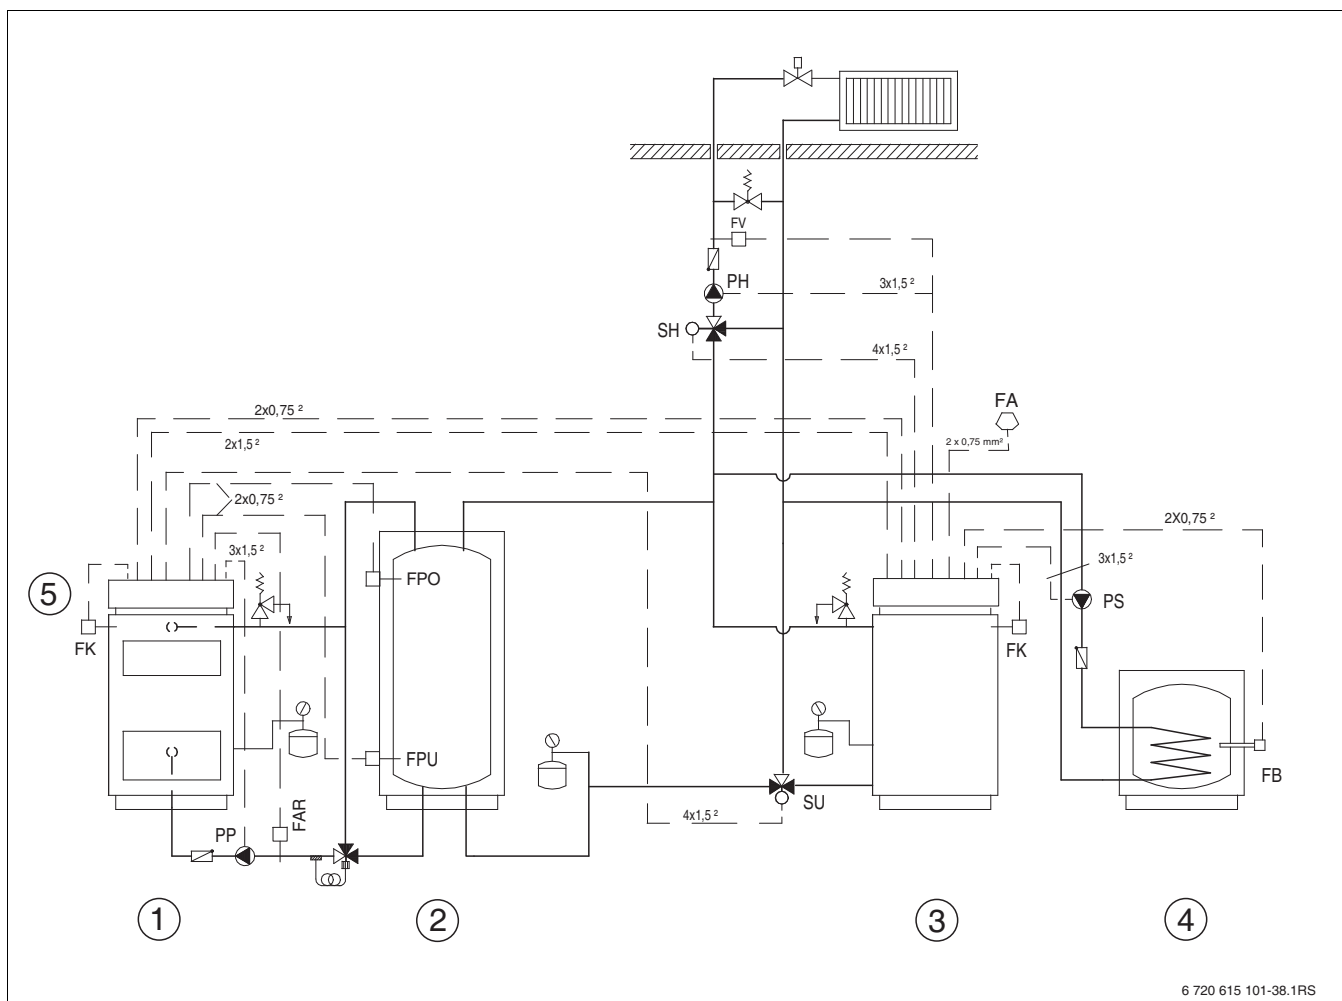 FV
PH
3x1,5 ²
SH
4x1,5 ²
2x0,75 ²
FA
2x1,5 ²
2 x 0,75 mm²
2x0,75 ²
2X0,75 ²
3x1,5 ²
3x1,5 ²
5
FPO
PS
FK
FK
FPU
FB
SU
4x1,5 ²
PP
FAR
1
2
3
4
6 720 615 101-38.1RS